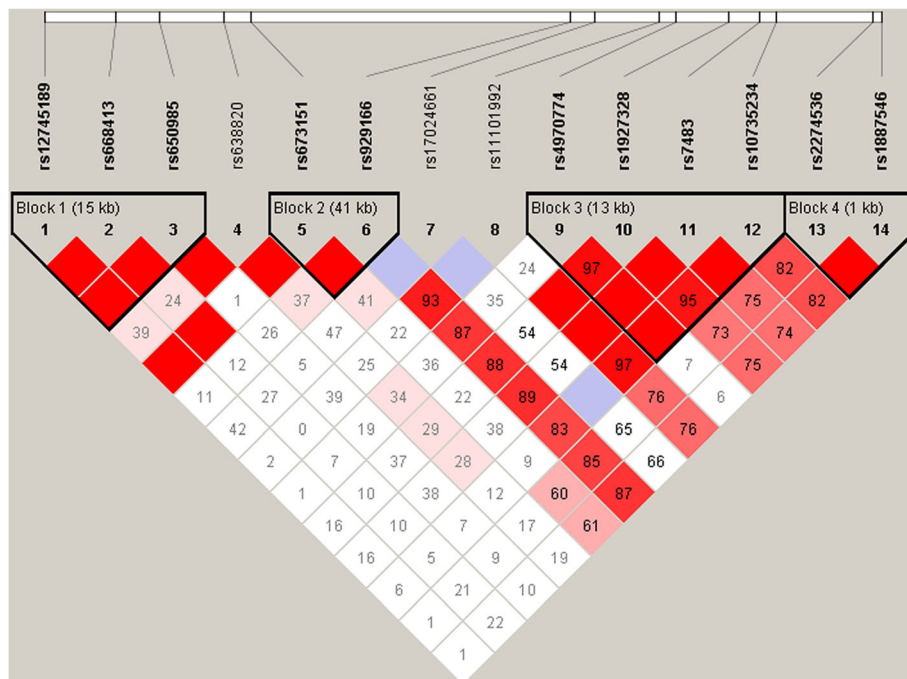 rs12745189
rs668413
rs650985
rs638820
rs673151
rs929166
rs17024661
rs11101992
rs4970774
rs1927328
rs7483
rs10735234
rs2274536
rs1887546
Block 1 (15 kb)
Block 2 (41 kb)
Block 3 (13 kb)
Block 4 (1 kb)
1 2 3 4 5 6 7 8 9 10 11 12 13 14
24 97 82
24 1 37 41 93 35 95 75 82
39 26 47 22 87 54 73 74
12 5 25 36 88 54 97 7 75
11 27 39 34 22 89 76 6
42 0 19 29 38 83 65 76
2 7 37 28 9 85 66
1 10 38 12 60 87
16 10 7 17 61
16 5 9 19
6 21 10
1 22
1